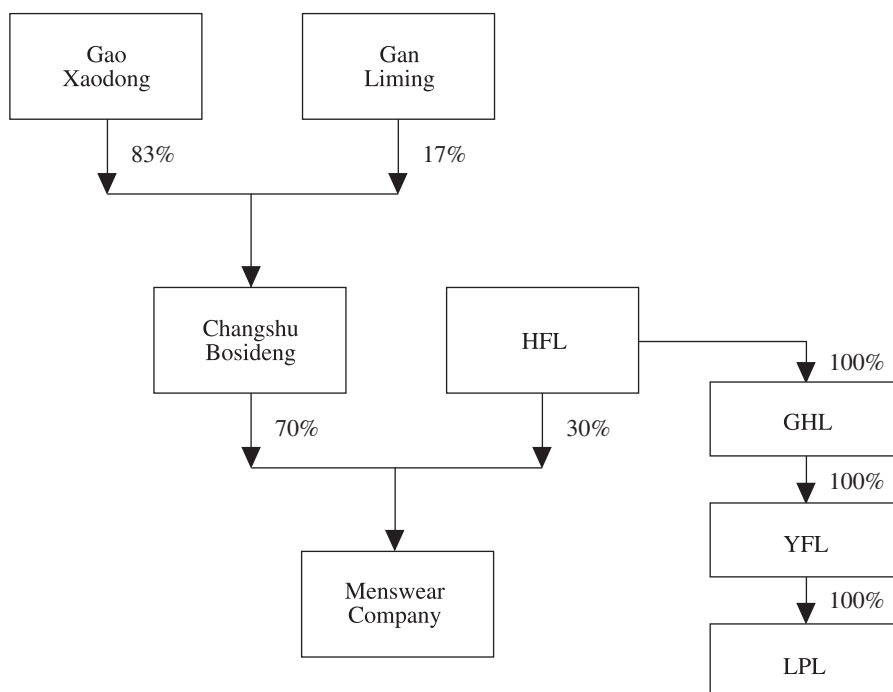 Gao
Xaodong
Gan
Liming
83%
17%
Changshu
Bosideng
HFL
100%
GHL
70%
30%
100%
YFL
Menswear
Company
100%
LPL